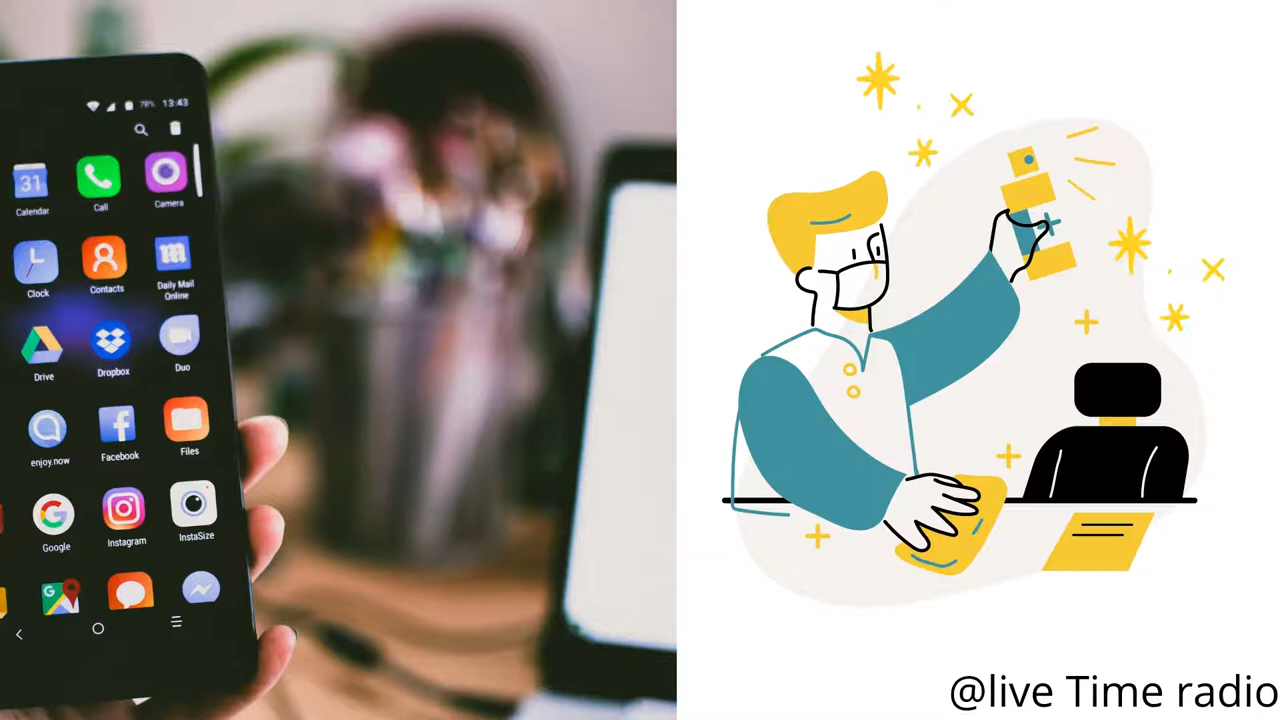 78% 13:43
31
Calendar Call Camera
Clock Contacts Daily Mail
Online
Drive Dropbox Duo
enjoy.now Facebook Files
G
Google Instagram InstaSize
G
@live Time radio